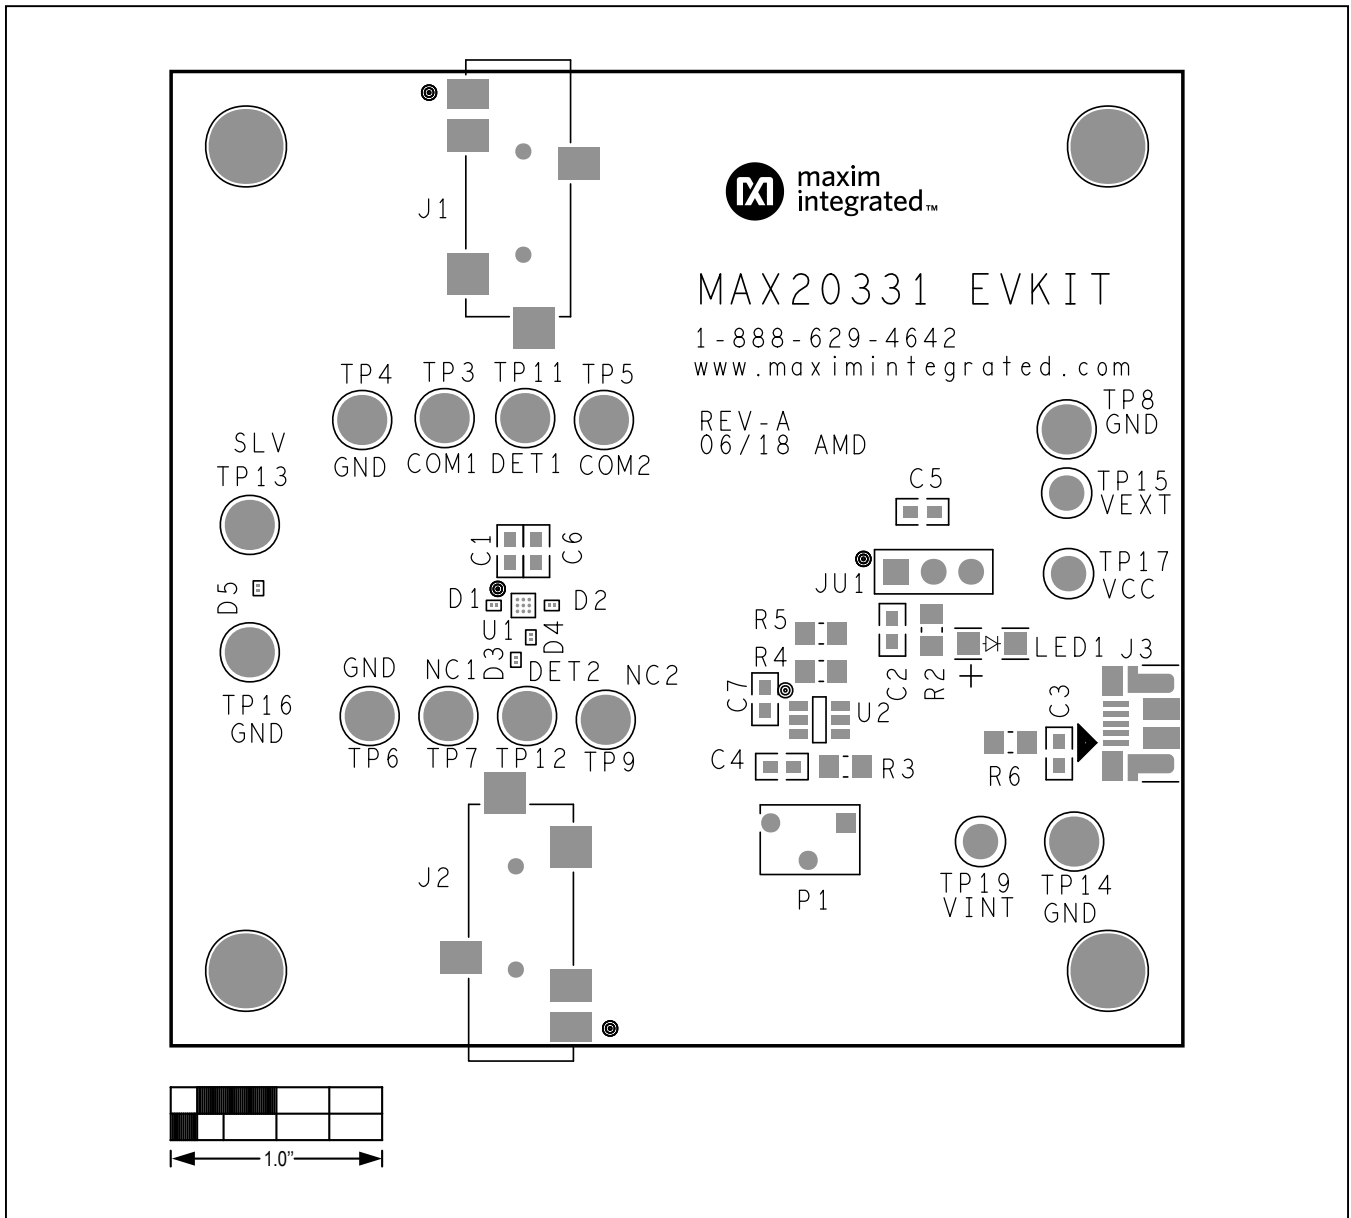 J1
maxim
integrated™
MAX20331 EVKIT
1-888-629-4642
www.maximintegrated.com
REV-A
06/18 AMD
TP4
TP3
TP11
TP5
GND
COM1
DET1
COM2
SLV
TP13
TP8
GND
TP15
VEXT
C5
TP17
VCC
JU1
C1
C6
D5
D1
D2
U1
D4
D3
R5
R4
C2
R2
LED1
+
J3
C7
U2
C3
GND
NC1
DET2
NC2
TP16
GND
TP6
TP7
TP12
TP9
C4
R3
R6
J2
P1
TP19
VINT
TP14
GND
1.0"